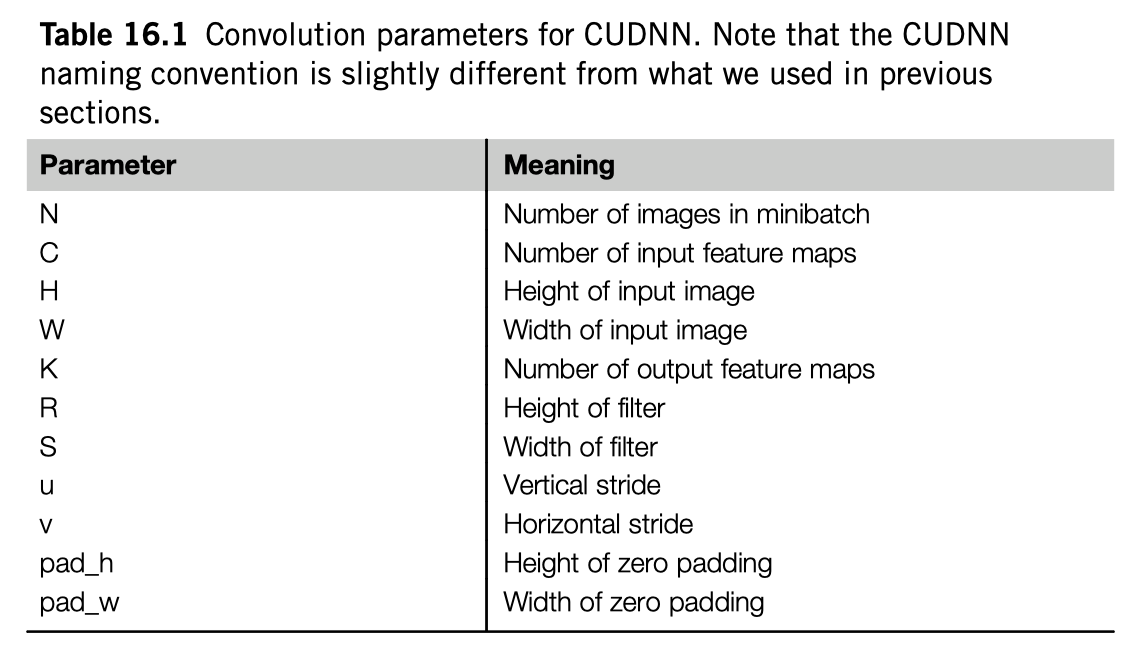 Table 16.1 Convolution parameters for CUDNN. Note that the CUDNN
naming convention is slightly different from what we used in previous
sections.
Parameter Meaning
N Number of images in minibatch
C Number of input feature maps
H Height of input image
W Width of input image
K Number of output feature maps
R Height of filter
S Width of filter
u Vertical stride
v Horizontal stride
pad_h Height of zero padding
pad_w Width of zero padding